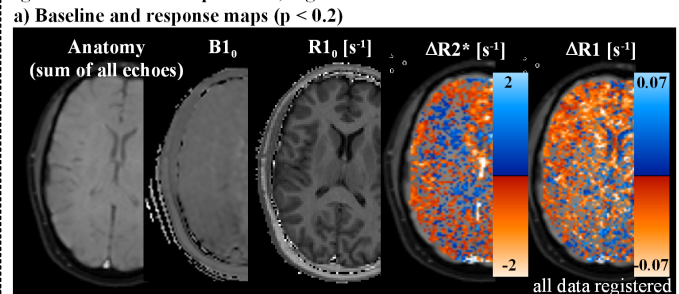 a) Baseline and response maps (p < 0.2)
Anatomy
(sum of all echoes)
B1₀
R1₀ [s⁻¹]
ΔR2* [s⁻¹]
ΔR1 [s⁻¹]
2
0.07
-2
-0.07
all data registered